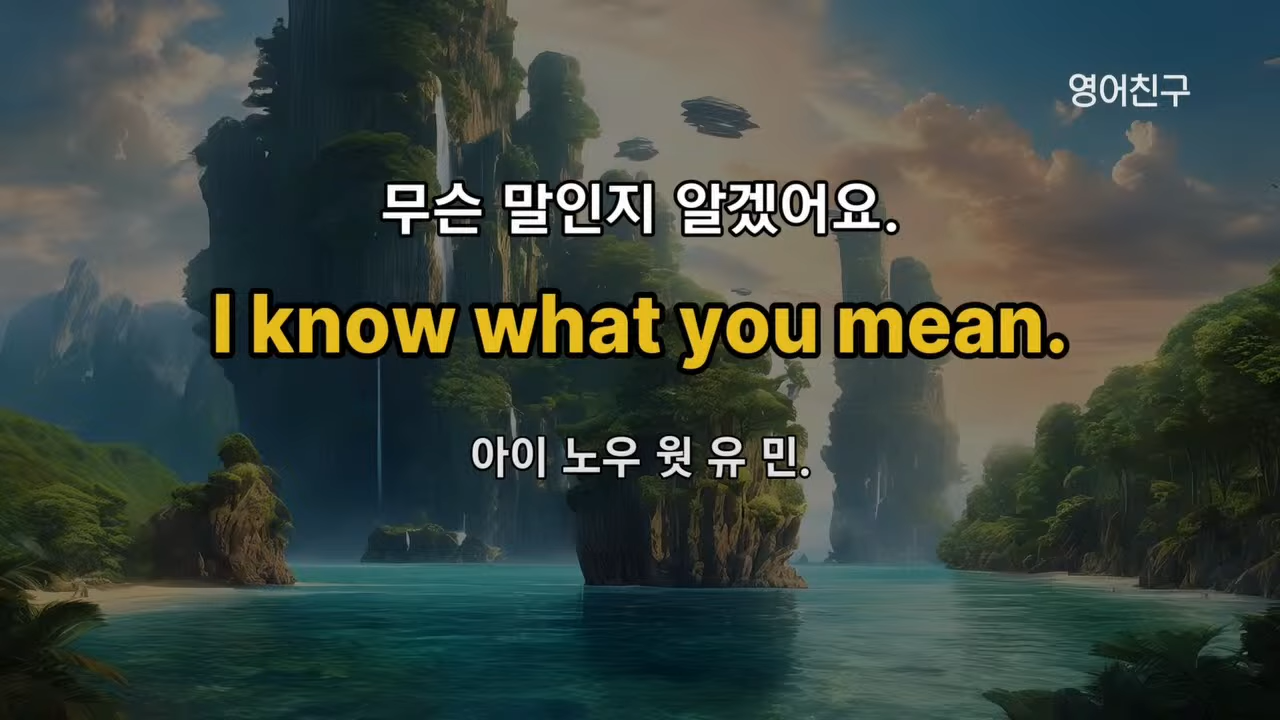 영어친구
무슨 말인지 알겠어요.
I know what you mean.
아이 노우 왓 유 민.